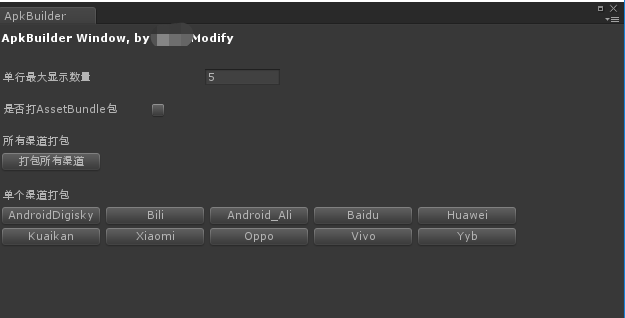 ApkBuilder
ApkBuilder Window, by Modify
单行最大显示数量 5
是否打AssetBundle包
所有渠道打包
打包所有渠道
单个渠道打包
AndroidDigisky Bili Android_Ali Baidu Huawei
Kuaikan Xiaomi Oppo Vivo Yyb